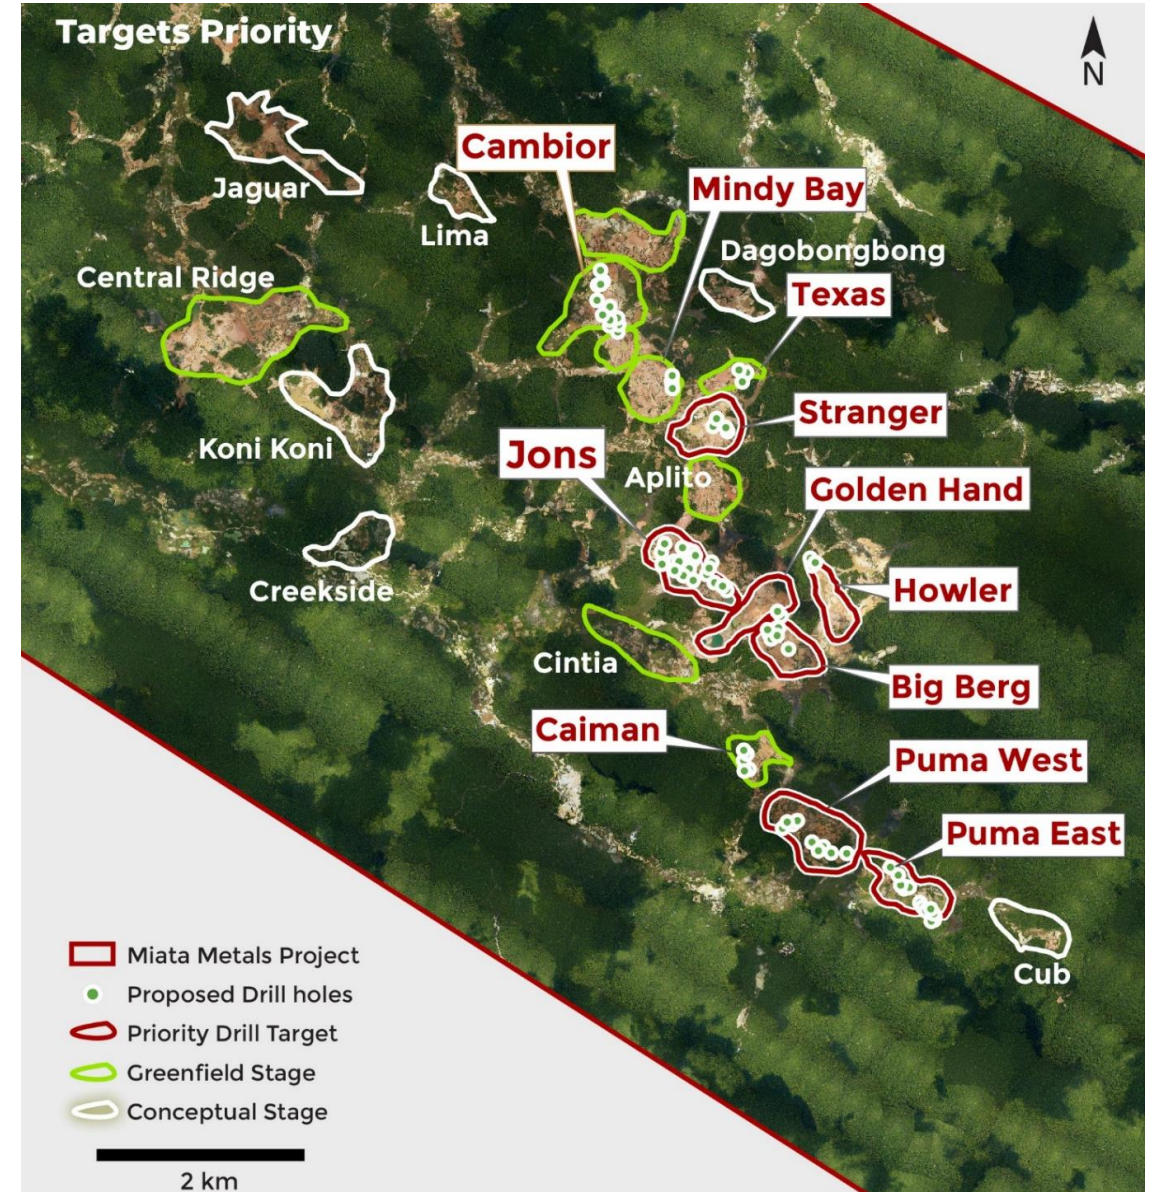 Targets Priority
N
Cambior
Mindy Bay
Jaguar
Lima
Dagobongbong
Central Ridge
Texas
Stranger
Koni Koni
Jons
Aplito
Golden Hand
Creekside
Howler
Cintia
Big Berg
Caiman
Puma West
Puma East
Cub
Miata Metals Project
Proposed Drill holes
Priority Drill Target
Greenfield Stage
Conceptual Stage
2 km